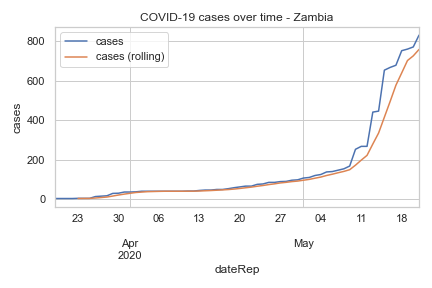 COVID-19 cases over time - Zambia
cases
cases (rolling)
800
600
400
200
0
cases
23 30 06 13 20 27 04 11 18
Apr May
2020
dateRep